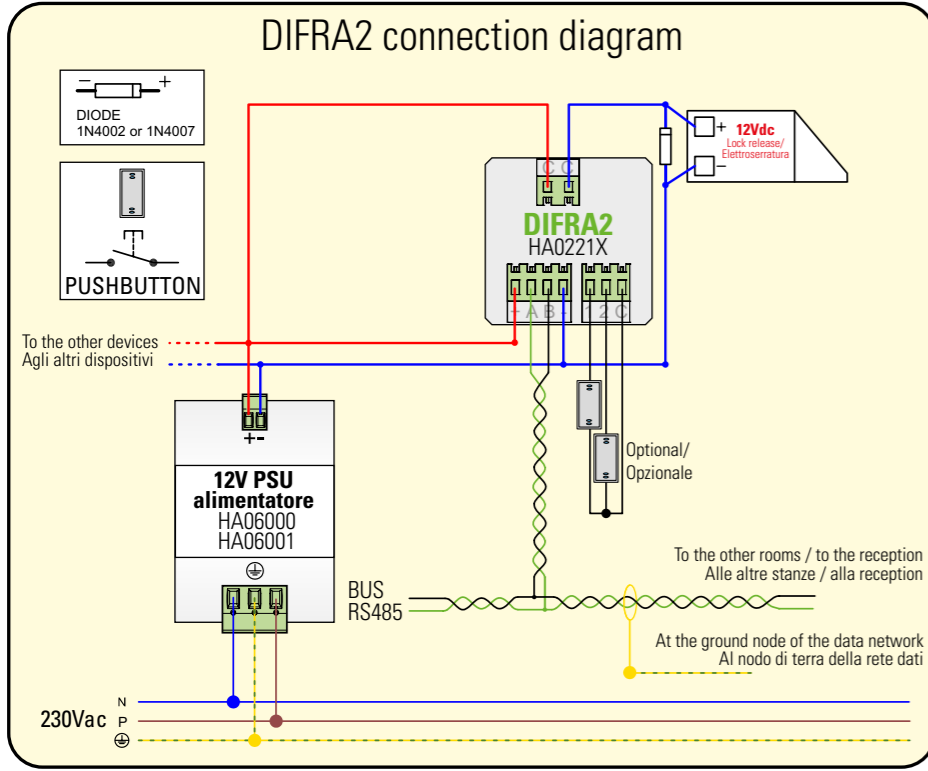 DIFRA2 connection diagram
− +
DIODE
1N4002 or 1N4007
PUSHBUTTON
C C
DIFRA2
HA0221X
+ A B - 1 2 C
+ 12Vdc
Lock release/
Elettroserratura
−
To the other devices
Agli altri dispositivi
+-
12V PSU
alimentatore
HA06000
HA06001
Optional/
Opzionale
To the other rooms / to the reception
Alle altre stanze / alla reception
BUS
RS485
At the ground node of the data network
Al nodo di terra della rete dati
N
230Vac P